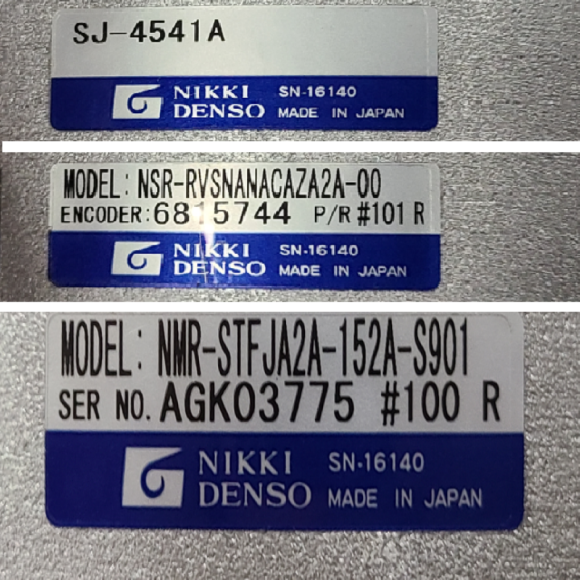 SJ-4541A
NIKKI SN-16140
DENSO MADE IN JAPAN
MODEL: NSR-RVSNANACAZA2A-00
ENCODER:6815744 P/R #101 R
NIKKI SN-16140
DENSO MADE IN JAPAN
MODEL: NMR-STFJA2A-152A-S901
SER NO. AGK03775 #100 R
NIKKI SN-16140
DENSO MADE IN JAPAN